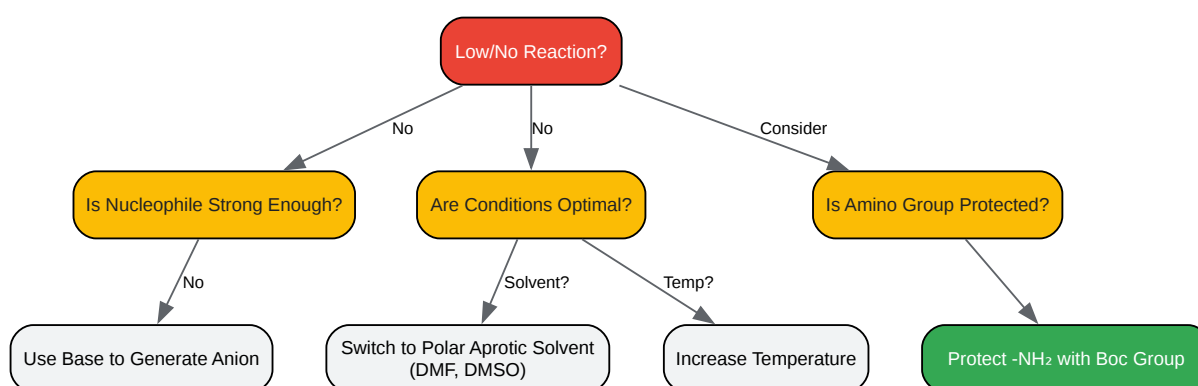 Low/No Reaction?
No
No
Consider
Is Nucleophile Strong Enough?
Are Conditions Optimal?
Is Amino Group Protected?
No
Solvent?
Temp?
Use Base to Generate Anion
Switch to Polar Aprotic Solvent
(DMF, DMSO)
Increase Temperature
Protect -NH₂ with Boc Group